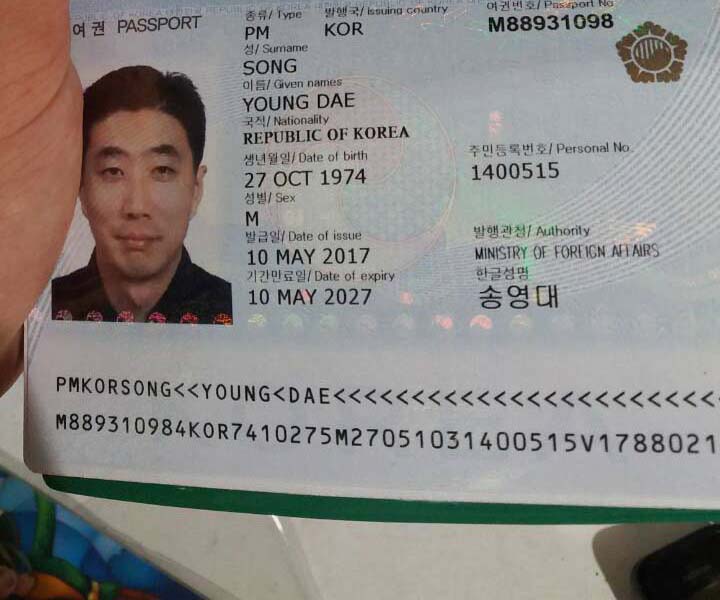 여권 PASSPORT
종류/ Type 발행국/ Issuing country 여권번호/ Passport No
PM KOR M88931098
성/ Surname
SONG
이름/ Given names
YOUNG DAE
국적/ Nationality
REPUBLIC OF KOREA
생년월일/ Date of birth 주민등록번호/ Personal No.
27 OCT 1974 1400515
성별/ Sex
M
발급일/ Date of issue 발행관청/ Authority
10 MAY 2017 MINISTRY OF FOREIGN AFFAIRS
기간만료일/ Date of expiry 한글성명
10 MAY 2027 송영대
PMKORSONG<<YOUNG<DAE<<<<<<<<<<<<<<<<<<<<<<<<
M889310984KOR7410275M27051031400515V1788021